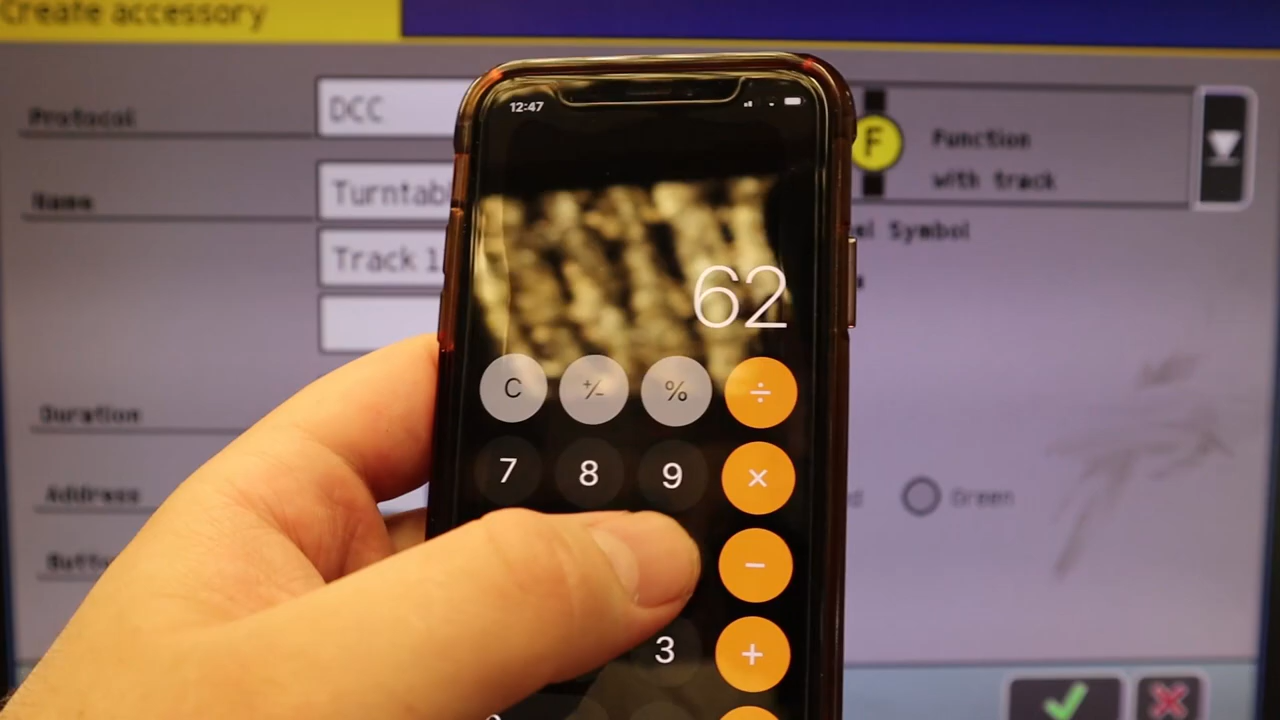 Create accessory
Protocol
DCC
F
Function
with track
Name
Turntab
Track 1
el Symbol
Duration
Address
Green
12:47
62
C +/- % ÷
7 8 9 ×
−
3 +